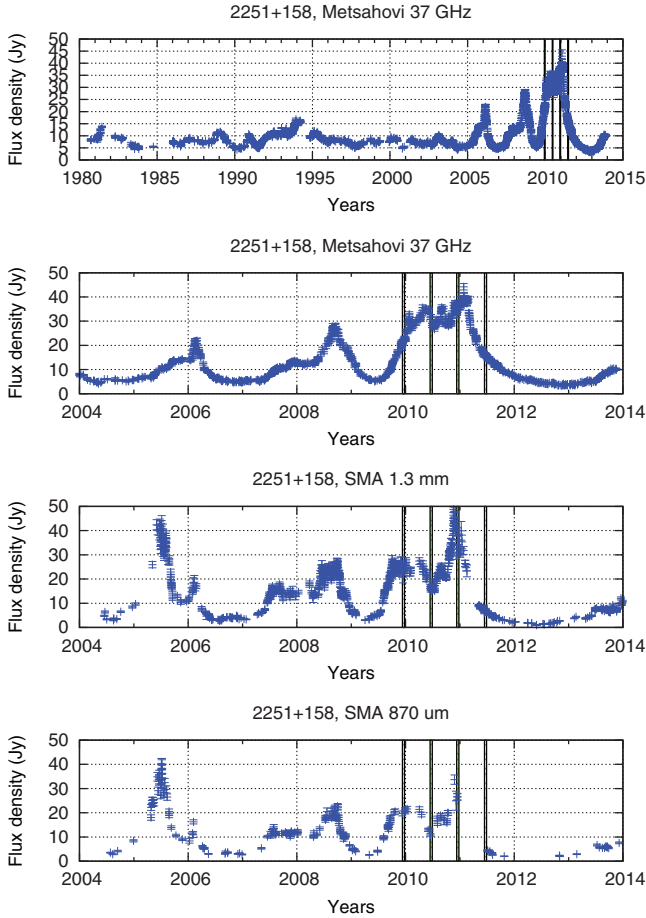 2251+158, Metsahovi 37 GHz
Flux density (Jy)
50
45
40
35
30
25
20
15
10
5
0
1980 1985 1990 1995 2000 2005 2010 2015
Years
2251+158, Metsahovi 37 GHz
Flux density (Jy)
50
40
30
20
10
0
2004 2006 2008 2010 2012 2014
Years
2251+158, SMA 1.3 mm
Flux density (Jy)
50
40
30
20
10
0
2004 2006 2008 2010 2012 2014
Years
2251+158, SMA 870 um
Flux density (Jy)
50
40
30
20
10
0
2004 2006 2008 2010 2012 2014
Years